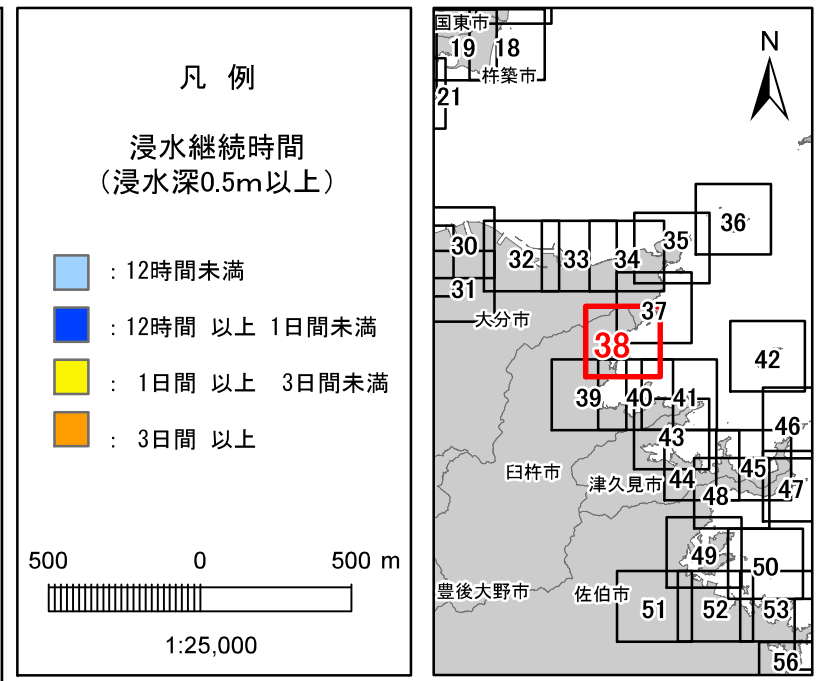 凡 例
浸水継続時間
（浸水深0.5m以上）
：12時間未満
：12時間 以上 1日間未満
： 1日間 以上 3日間未満
： 3日間 以上
500 0 500 m
1:25,000
国東市
19 18
杵築市
21
N
36
35
30 32 33 34
31
大分市
37
38
42
39 40 41
46
43
45
臼杵市
津久見市 44
47
48
49
50
豊後大野市
佐伯市
51 52 53
56